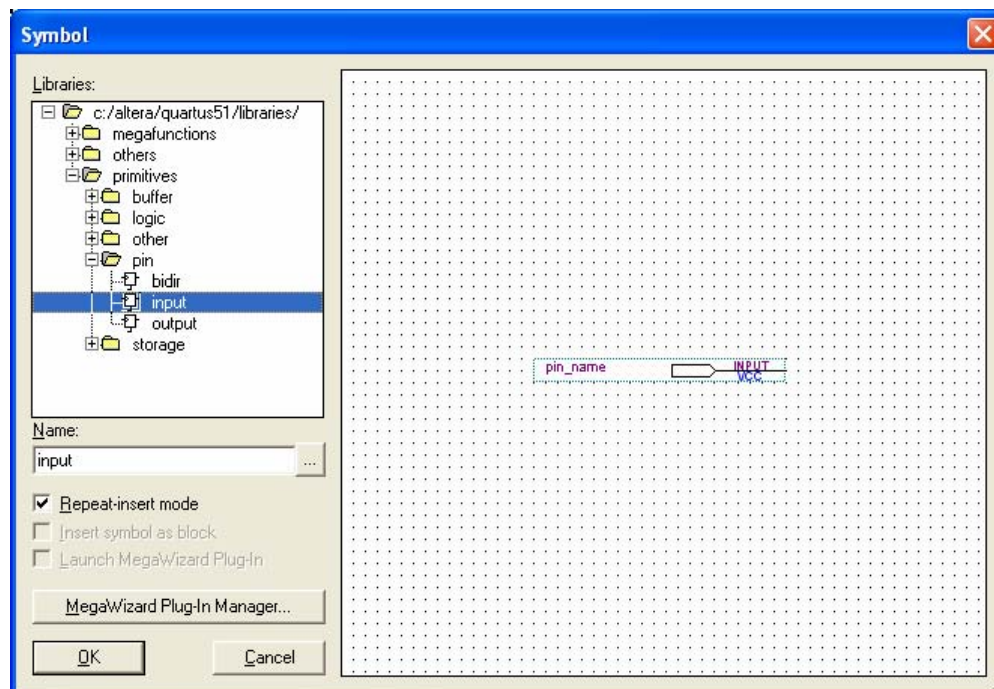 Symbol
Libraries:
c:/altera/quartus51/libraries/
megafunctions
others
primitives
buffer
logic
other
pin
bidir
input
output
storage
Name:
input
...
Repeat-insert mode
Insert symbol as block
Launch MegaWizard Plug-In
MegaWizard Plug-In Manager...
OK
Cancel
pin_name
INPUT
VCC